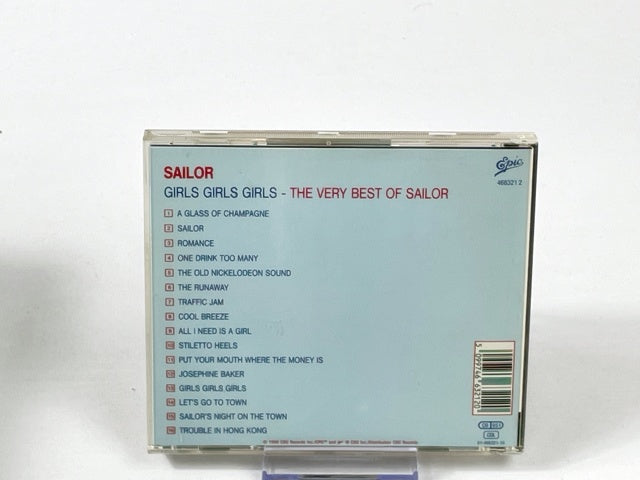 SAILOR
GIRLS GIRLS GIRLS - THE VERY BEST OF SAILOR
Epic
468321 2
1 A GLASS OF CHAMPAGNE
2 SAILOR
3 ROMANCE
4 ONE DRINK TOO MANY
5 THE OLD NICKELODEON SOUND
6 THE RUNAWAY
7 TRAFFIC JAM
8 COOL BREEZE
9 ALL I NEED IS A GIRL
10 STILETTO HEELS
11 PUT YOUR MOUTH WHERE THE MONEY IS
12 JOSEPHINE BAKER
13 GIRLS GIRLS GIRLS
14 LET'S GO TO TOWN
15 SAILOR'S NIGHT ON THE TOWN
16 TROUBLE IN HONG KONG
5 099746 832120